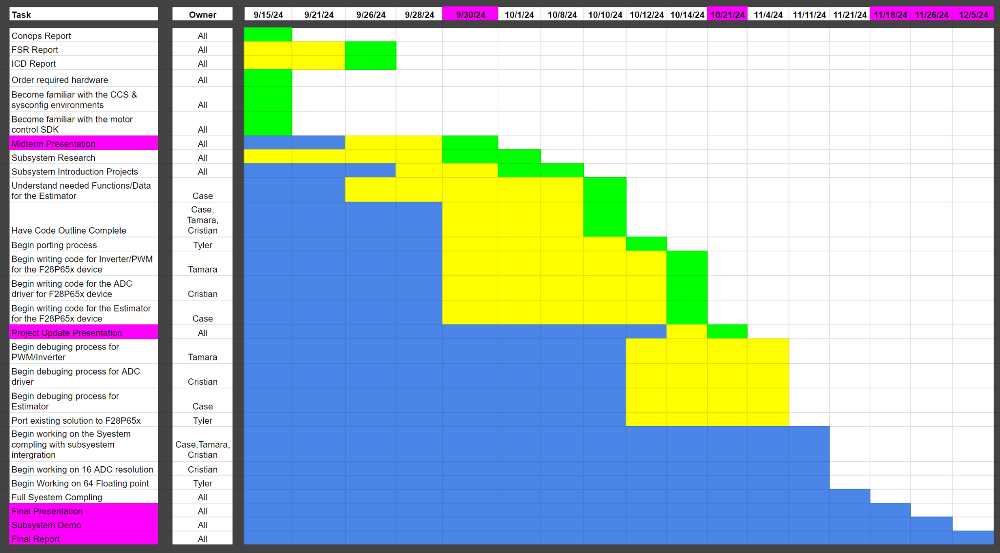 Task Owner 9/15/24 9/21/24 9/26/24 9/28/24 9/30/24 10/1/24 10/8/24 10/10/24 10/12/24 10/14/24 10/21/24 11/4/24 11/11/24 11/21/24 11/18/24 11/26/24 12/5/24
Conops Report All
FSR Report All
ICD Report All
Order required hardware All
Become familiar with the CCS &
sysconfig environments All
Become familiar with the motor
control SDK All
Midterm Presentation All
Subsystem Research All
Subsystem Introduction Projects All
Understand needed Functions/Data
for the Estimator Case
Case,
Tamara,
Have Code Outline Complete Cristian
Begin porting process Tyler
Begin writing code for Inverter/PWM
for the F28P65x device Tamara
Begin writing code for the ADC
driver for F28P65x device Cristian
Begin writing code for the Estimator
for the F28P65x device Case
Project Update Presentation All
Begin debuging process for
PWM/Inverter Tamara
Begin debuging process for ADC
driver Cristian
Begin debuging process for
Estimator Case
Port existing solution to F28P65x Tyler
Begin working on the Syestem
compling with subsyestem Case,Tamara,
intergration Cristian
Begin working on 16 ADC resolution Cristian
Begin Working on 64 Floating point Tyler
Full Syestem Compling All
Final Presentation All
Subsystem Demo All
Final Report All